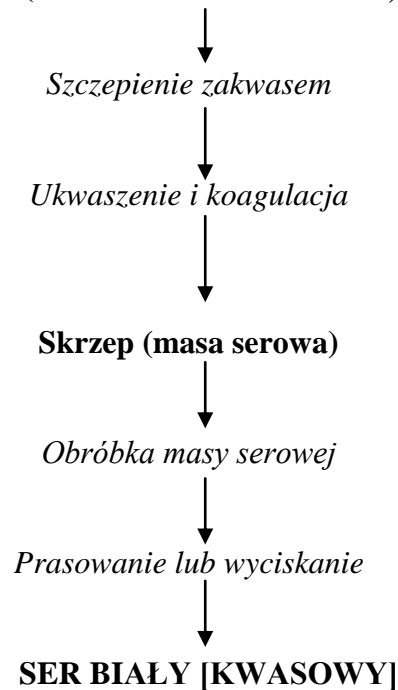 Szczepienie zakwasem
Ukwaszenie i koagulacja
Skrzep (masa serowa)
Obróbka masy serowej
Prasowanie lub wyciskanie
SER BIAŁY [KWASOWY]